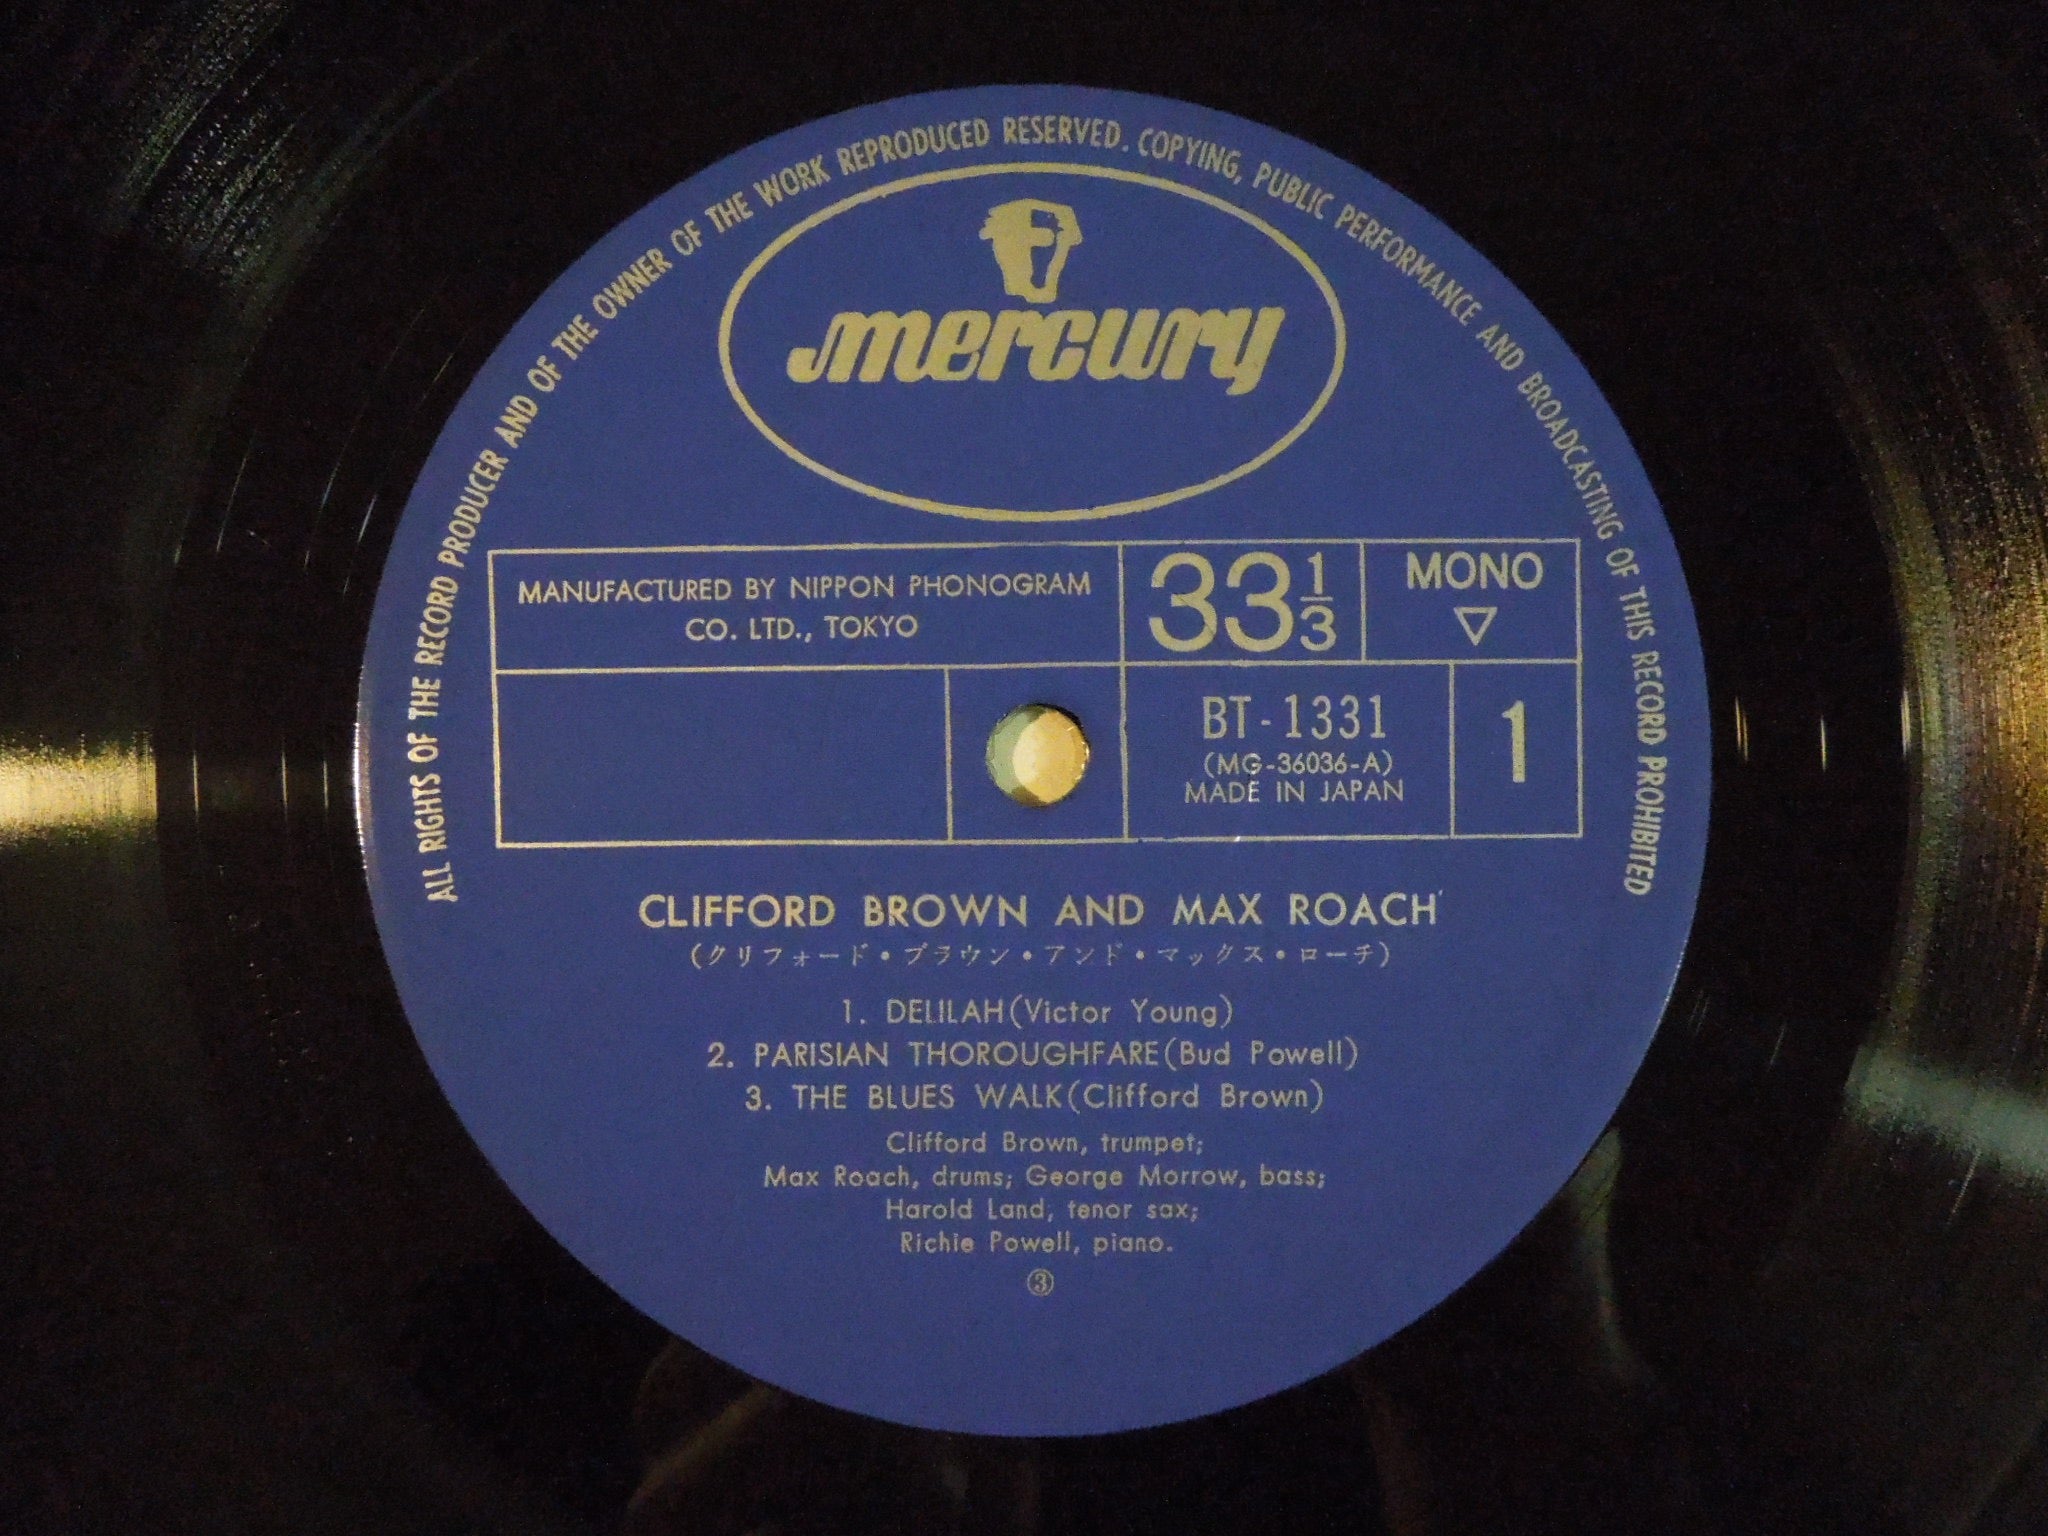 ALL RIGHTS OF THE RECORD PRODUCER AND OF THE OWNER OF THE WORK REPRODUCED RESERVED. COPYING, PUBLIC PERFORMANCE AND BROADCASTING OF THIS RECORD PROHIBITED
mercury
MANUFACTURED BY NIPPON PHONOGRAM
CO. LTD., TOKYO
33 1/3
MONO
▽
BT-1331
(MG-36036-A)
MADE IN JAPAN
1
CLIFFORD BROWN AND MAX ROACH
(クリフォード・ブラウン・アンド・マックス・ローチ)
1. DELILAH(Victor Young)
2. PARISIAN THOROUGHFARE(Bud Powell)
3. THE BLUES WALK(Clifford Brown)
Clifford Brown, trumpet;
Max Roach, drums; George Morrow, bass;
Harold Land, tenor sax;
Richie Powell, piano.
③